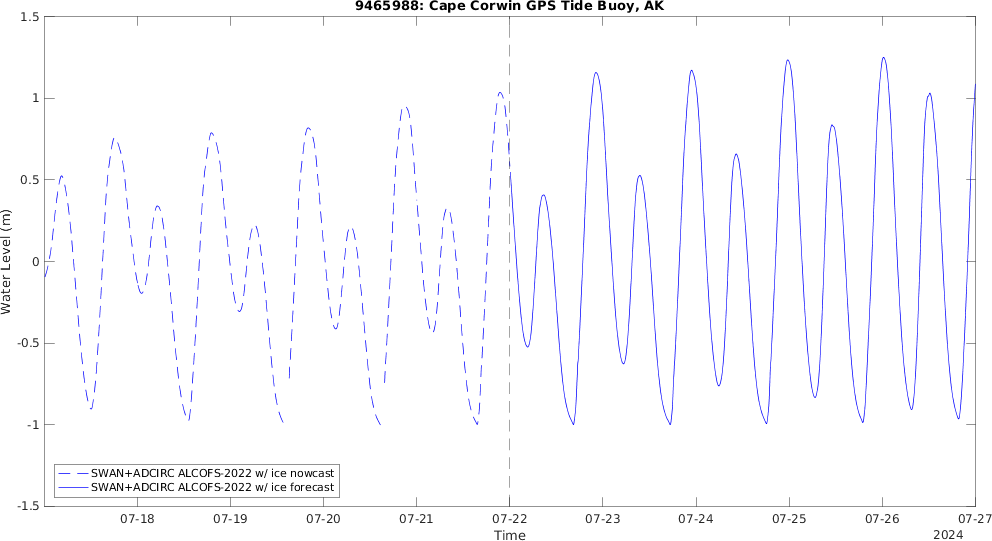 9465988: Cape Corwin GPS Tide Buoy, AK
1.5
1
0.5
0
-0.5
-1
-1.5
Water Level (m)
SWAN+ADCIRC ALCOFS-2022 w/ ice nowcast
SWAN+ADCIRC ALCOFS-2022 w/ ice forecast
07-18 07-19 07-20 07-21 07-22 07-23 07-24 07-25 07-26 07-27
Time
2024